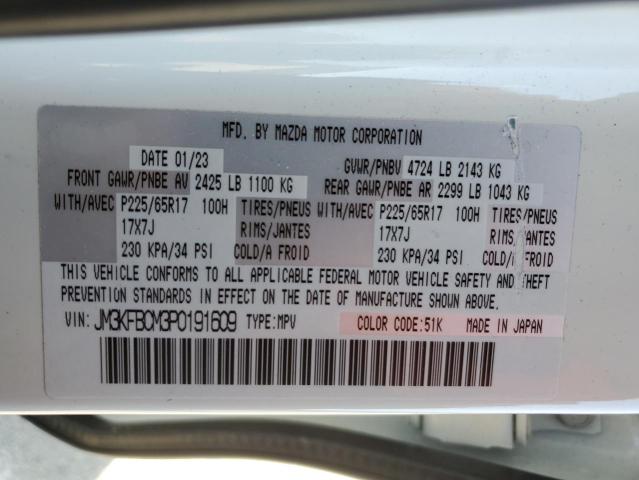 MFD. BY MAZDA MOTOR CORPORATION
DATE 01/23 GVWR/PNBV 4724 LB 2143 KG
FRONT GAWR/PNBE AV 2425 LB 1100 KG REAR GAWR/PNBE AR 2299 LB 1043 KG
WITH/AVEC P225/65R17 100H TIRES/PNEUS WITH/AVEC P225/65R17 100H TIRES/PNEUS
17X7J RIMS/JANTES 17X7J RIMS/JANTES
230 KPA/34 PSI COLD/A FROID 230 KPA/34 PSI COLD/A FROID
THIS VEHICLE CONFORMS TO ALL APPLICABLE FEDERAL MOTOR VEHICLE SAFETY AND THEFT
PREVENTION STANDARDS IN EFFECT ON THE DATE OF MANUFACTURE SHOWN ABOVE.
VIN: JM3KFBCM3P0191609 TYPE:MPV COLOR CODE:51K MADE IN JAPAN